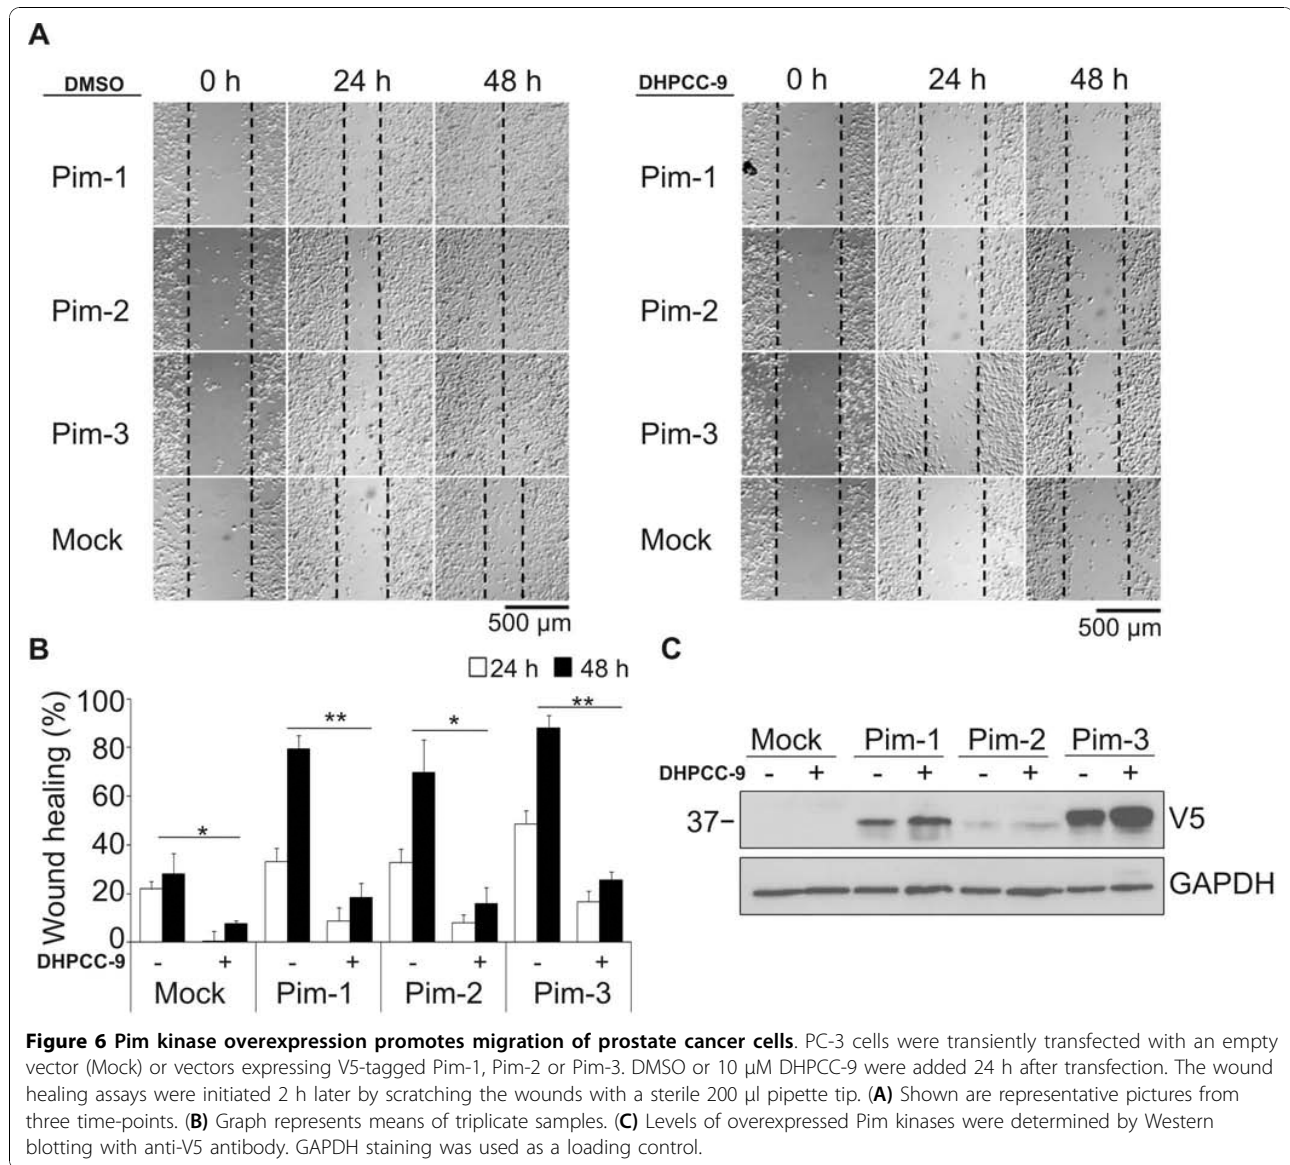 A
DMSO 0 h 24 h 48 h
DHPCC-9 0 h 24 h 48 h
Pim-1
Pim-1
Pim-2
Pim-2
Pim-3
Pim-3
Mock
Mock
500 µm
500 µm
B
24 h 48 h
Wound healing (%)
100
80
60
40
20
0
*
**
*
**
DHPCC-9 - + - + - + - +
Mock Pim-1 Pim-2 Pim-3
C
Mock Pim-1 Pim-2 Pim-3
DHPCC-9 - + - + - + - +
37– V5
GAPDH
Figure 6 Pim kinase overexpression promotes migration of prostate cancer cells. PC-3 cells were transiently transfected with an empty
vector (Mock) or vectors expressing V5-tagged Pim-1, Pim-2 or Pim-3. DMSO or 10 µM DHPCC-9 were added 24 h after transfection. The wound
healing assays were initiated 2 h later by scratching the wounds with a sterile 200 µl pipette tip. (A) Shown are representative pictures from
three time-points. (B) Graph represents means of triplicate samples. (C) Levels of overexpressed Pim kinases were determined by Western
blotting with anti-V5 antibody. GAPDH staining was used as a loading control.